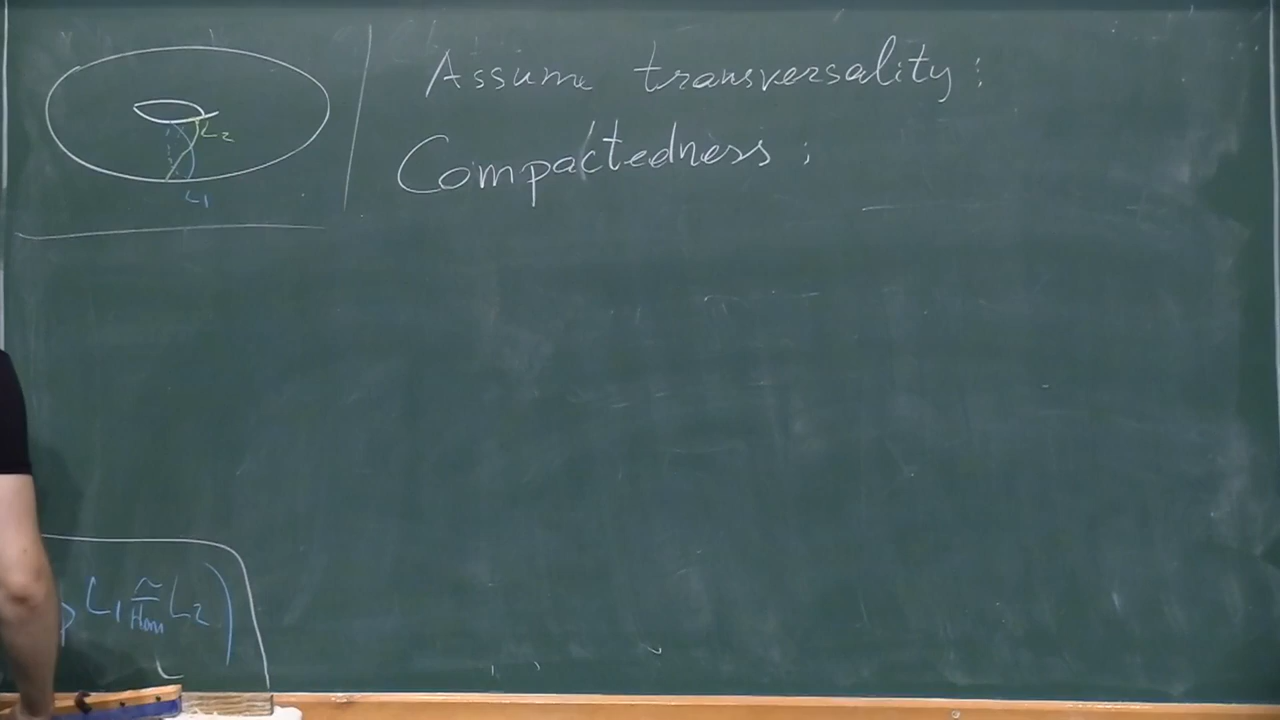 L₂
L₁
Assume transversality :
Compactedness :
L₁ ≅ L₂ )
Ham